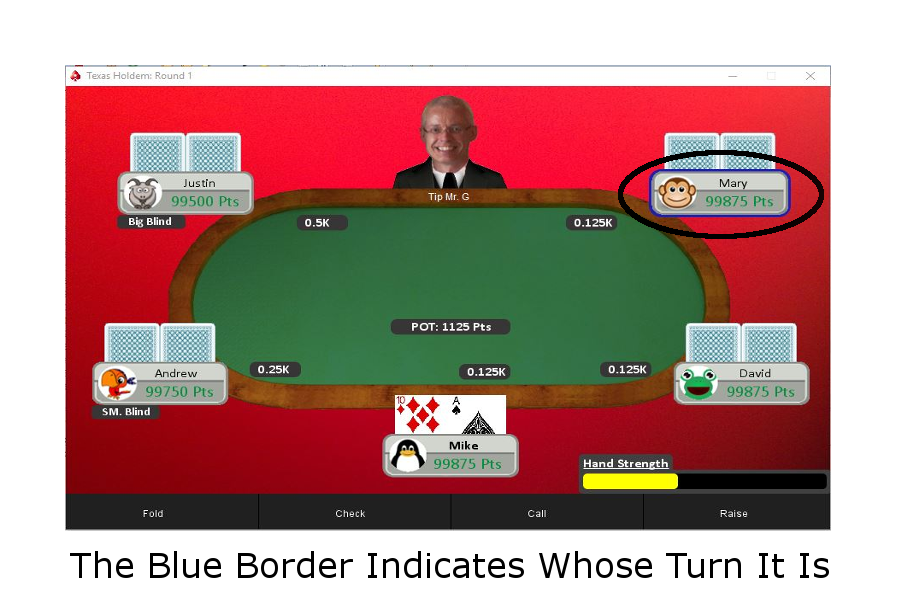 Texas Holdem: Round 1
Justin
99500 Pts
Big Blind
Mary
99875 Pts
Tip Mr. G
0.5K
0.125K
POT: 1125 Pts
Andrew
99750 Pts
SM. Blind
0.25K
0.125K
0.125K
David
99875 Pts
10
A
Mike
99875 Pts
Hand Strength
Fold
Check
Call
Raise
The Blue Border Indicates Whose Turn It Is